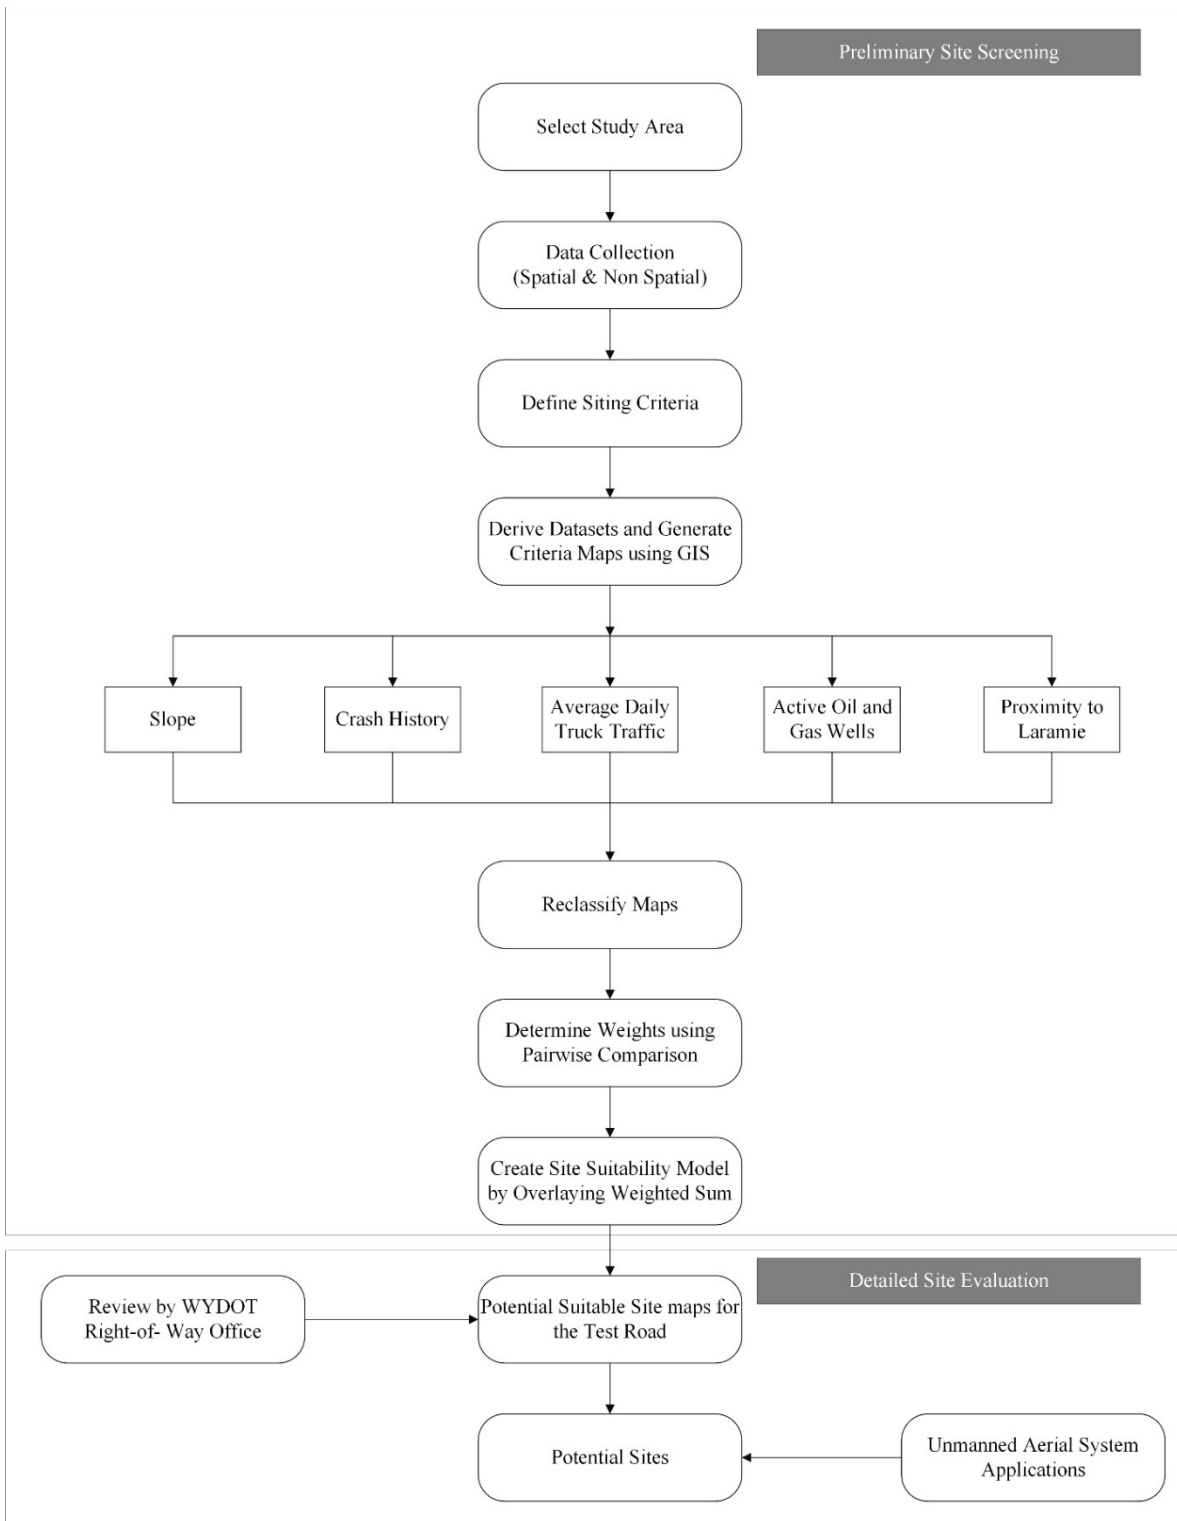 Preliminary Site Screening
Select Study Area
Data Collection
(Spatial & Non Spatial)
Define Siting Criteria
Derive Datasets and Generate
Criteria Maps using GIS
Slope
Crash History
Average Daily
Truck Traffic
Active Oil and
Gas Wells
Proximity to
Laramie
Reclassify Maps
Determine Weights using
Pairwise Comparison
Create Site Suitability Model
by Overlaying Weighted Sum
Detailed Site Evaluation
Review by WYDOT
Right-of- Way Office
Potential Suitable Site maps for
the Test Road
Potential Sites
Unmanned Aerial System
Applications